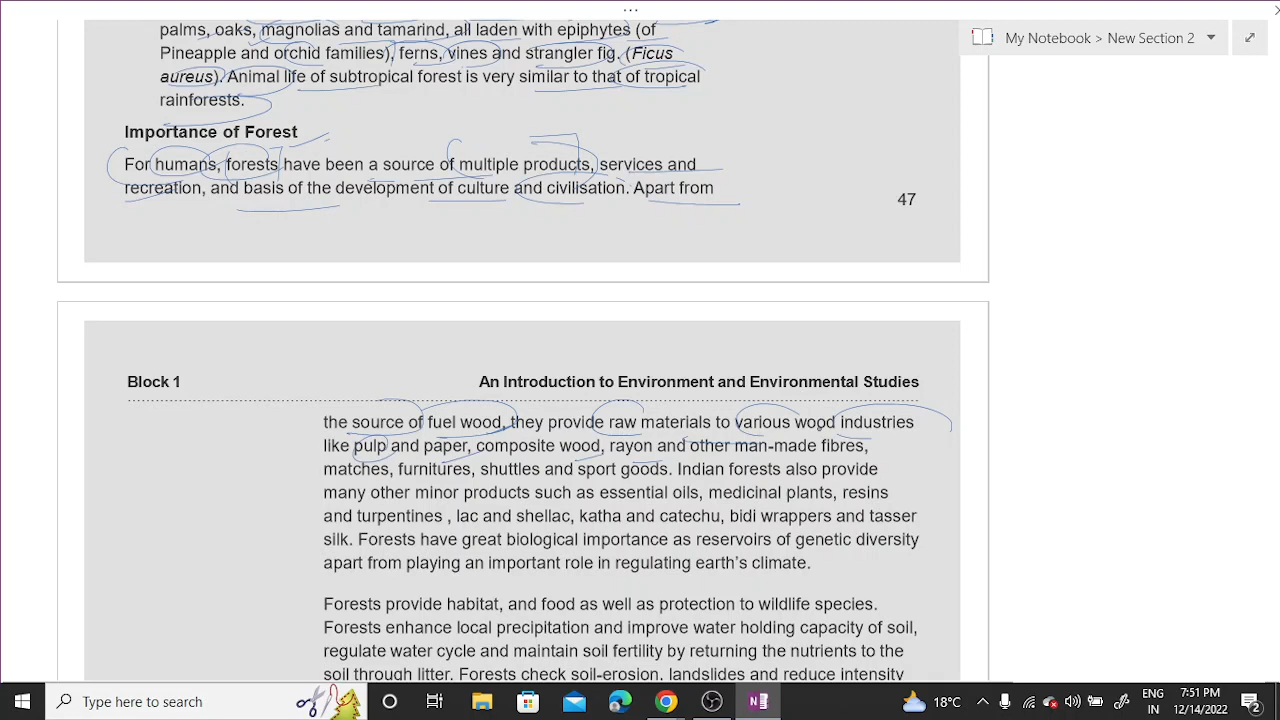 ...
My Notebook > New Section 2
palms, oaks, magnolias and tamarind, all laden with epiphytes (of
Pineapple and orchid families), ferns, vines and strangler fig. (Ficus
aureus). Animal life of subtropical forest is very similar to that of tropical
rainforests.
Importance of Forest
For humans, forests have been a source of multiple products, services and
recreation, and basis of the development of culture and civilisation. Apart from
47
Block 1 An Introduction to Environment and Environmental Studies
the source of fuel wood, they provide raw materials to various wood industries
like pulp and paper, composite wood, rayon and other man-made fibres,
matches, furnitures, shuttles and sport goods. Indian forests also provide
many other minor products such as essential oils, medicinal plants, resins
and turpentines , lac and shellac, katha and catechu, bidi wrappers and tasser
silk. Forests have great biological importance as reservoirs of genetic diversity
apart from playing an important role in regulating earth's climate.
Forests provide habitat, and food as well as protection to wildlife species.
Forests enhance local precipitation and improve water holding capacity of soil,
regulate water cycle and maintain soil fertility by returning the nutrients to the
soil through litter. Forests check soil-erosion, landslides and reduce intensity
Type here to search
18°C
ENG
IN
7:51 PM
12/14/2022
2